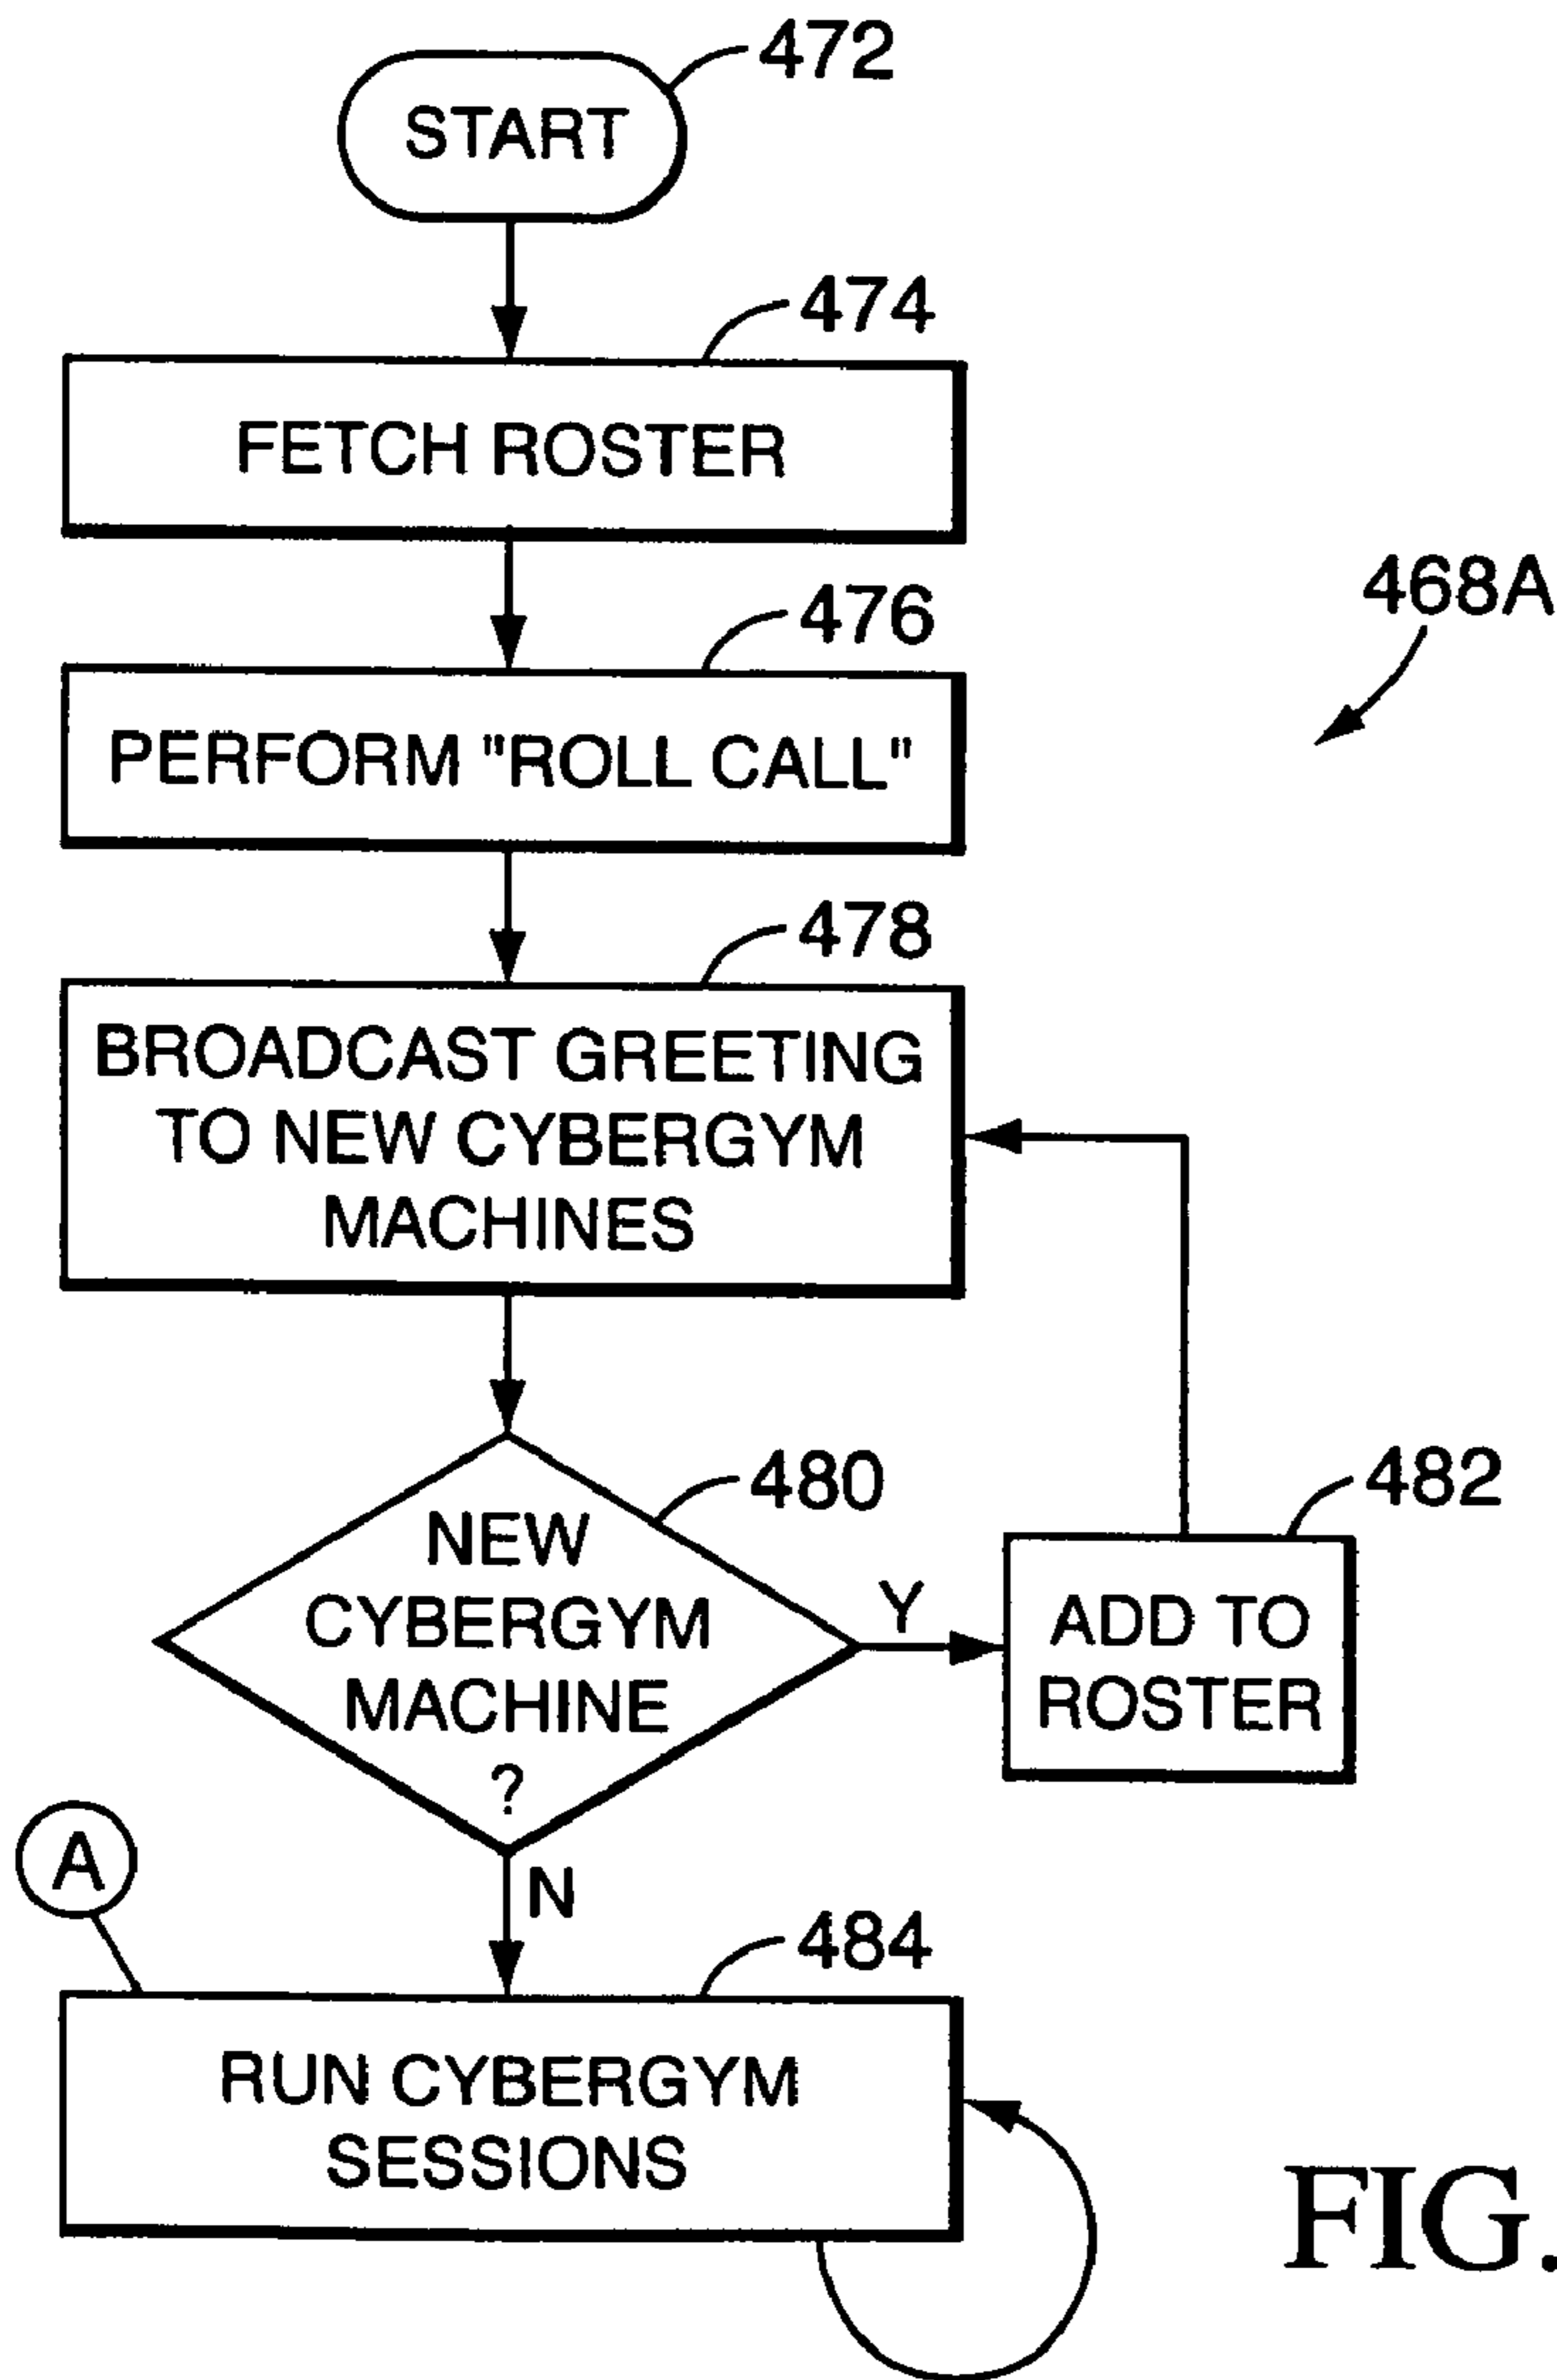 472
START
474
FETCH ROSTER
476
468A
PERFORM "ROLL CALL"
478
BROADCAST GREETING
TO NEW CYBERGYM
MACHINES
480
482
NEW
CYBERGYM
MACHINE
?
Y
ADD TO
ROSTER
A
N
484
RUN CYBERGYM
SESSIONS
FIG.